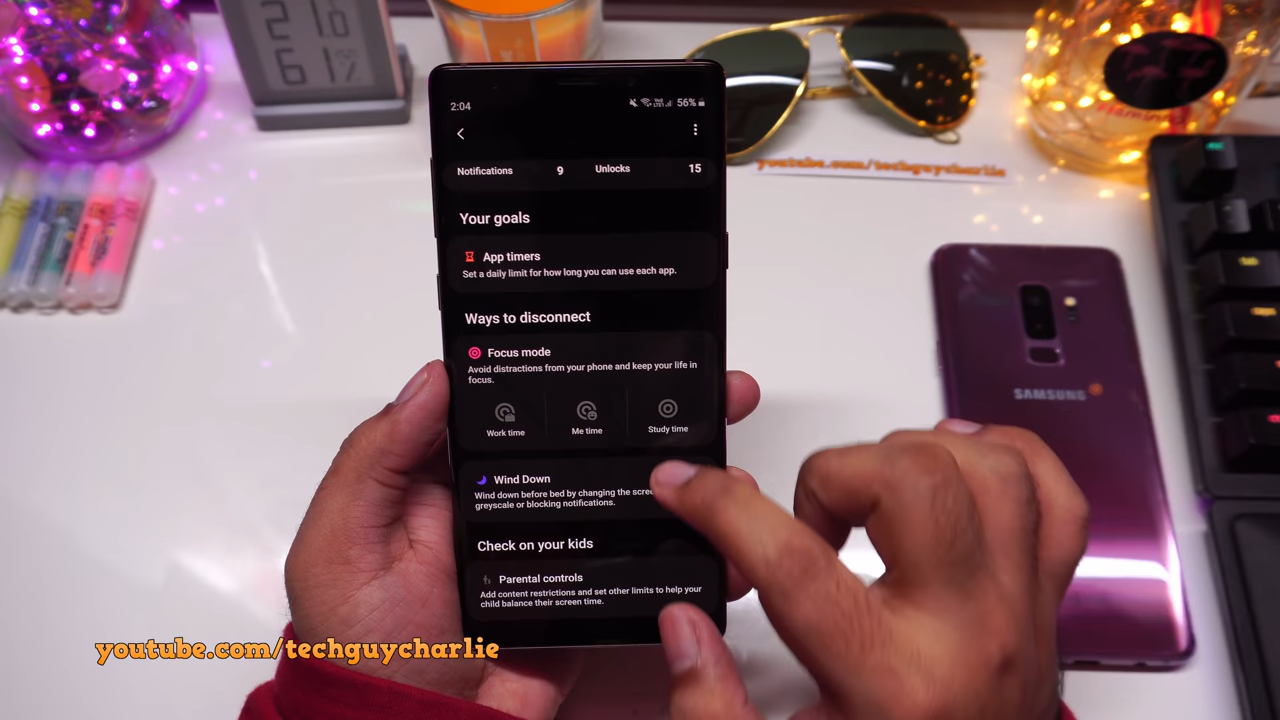 21.6
61%
2:04
56%
Notifications 9 Unlocks 15
youtube.com/techguycharlie
Your goals
App timers
Set a daily limit for how long you can use each app.
Ways to disconnect
Focus mode
Avoid distractions from your phone and keep your life in
focus.
Work time Me time Study time
Wind Down
Wind down before bed by changing the
greyscale or blocking notifications.
Check on your kids
Parental controls
Add content restrictions and set other limits to help your
child balance their screen time.
SAMSUNG
youtube.com/techguycharlie